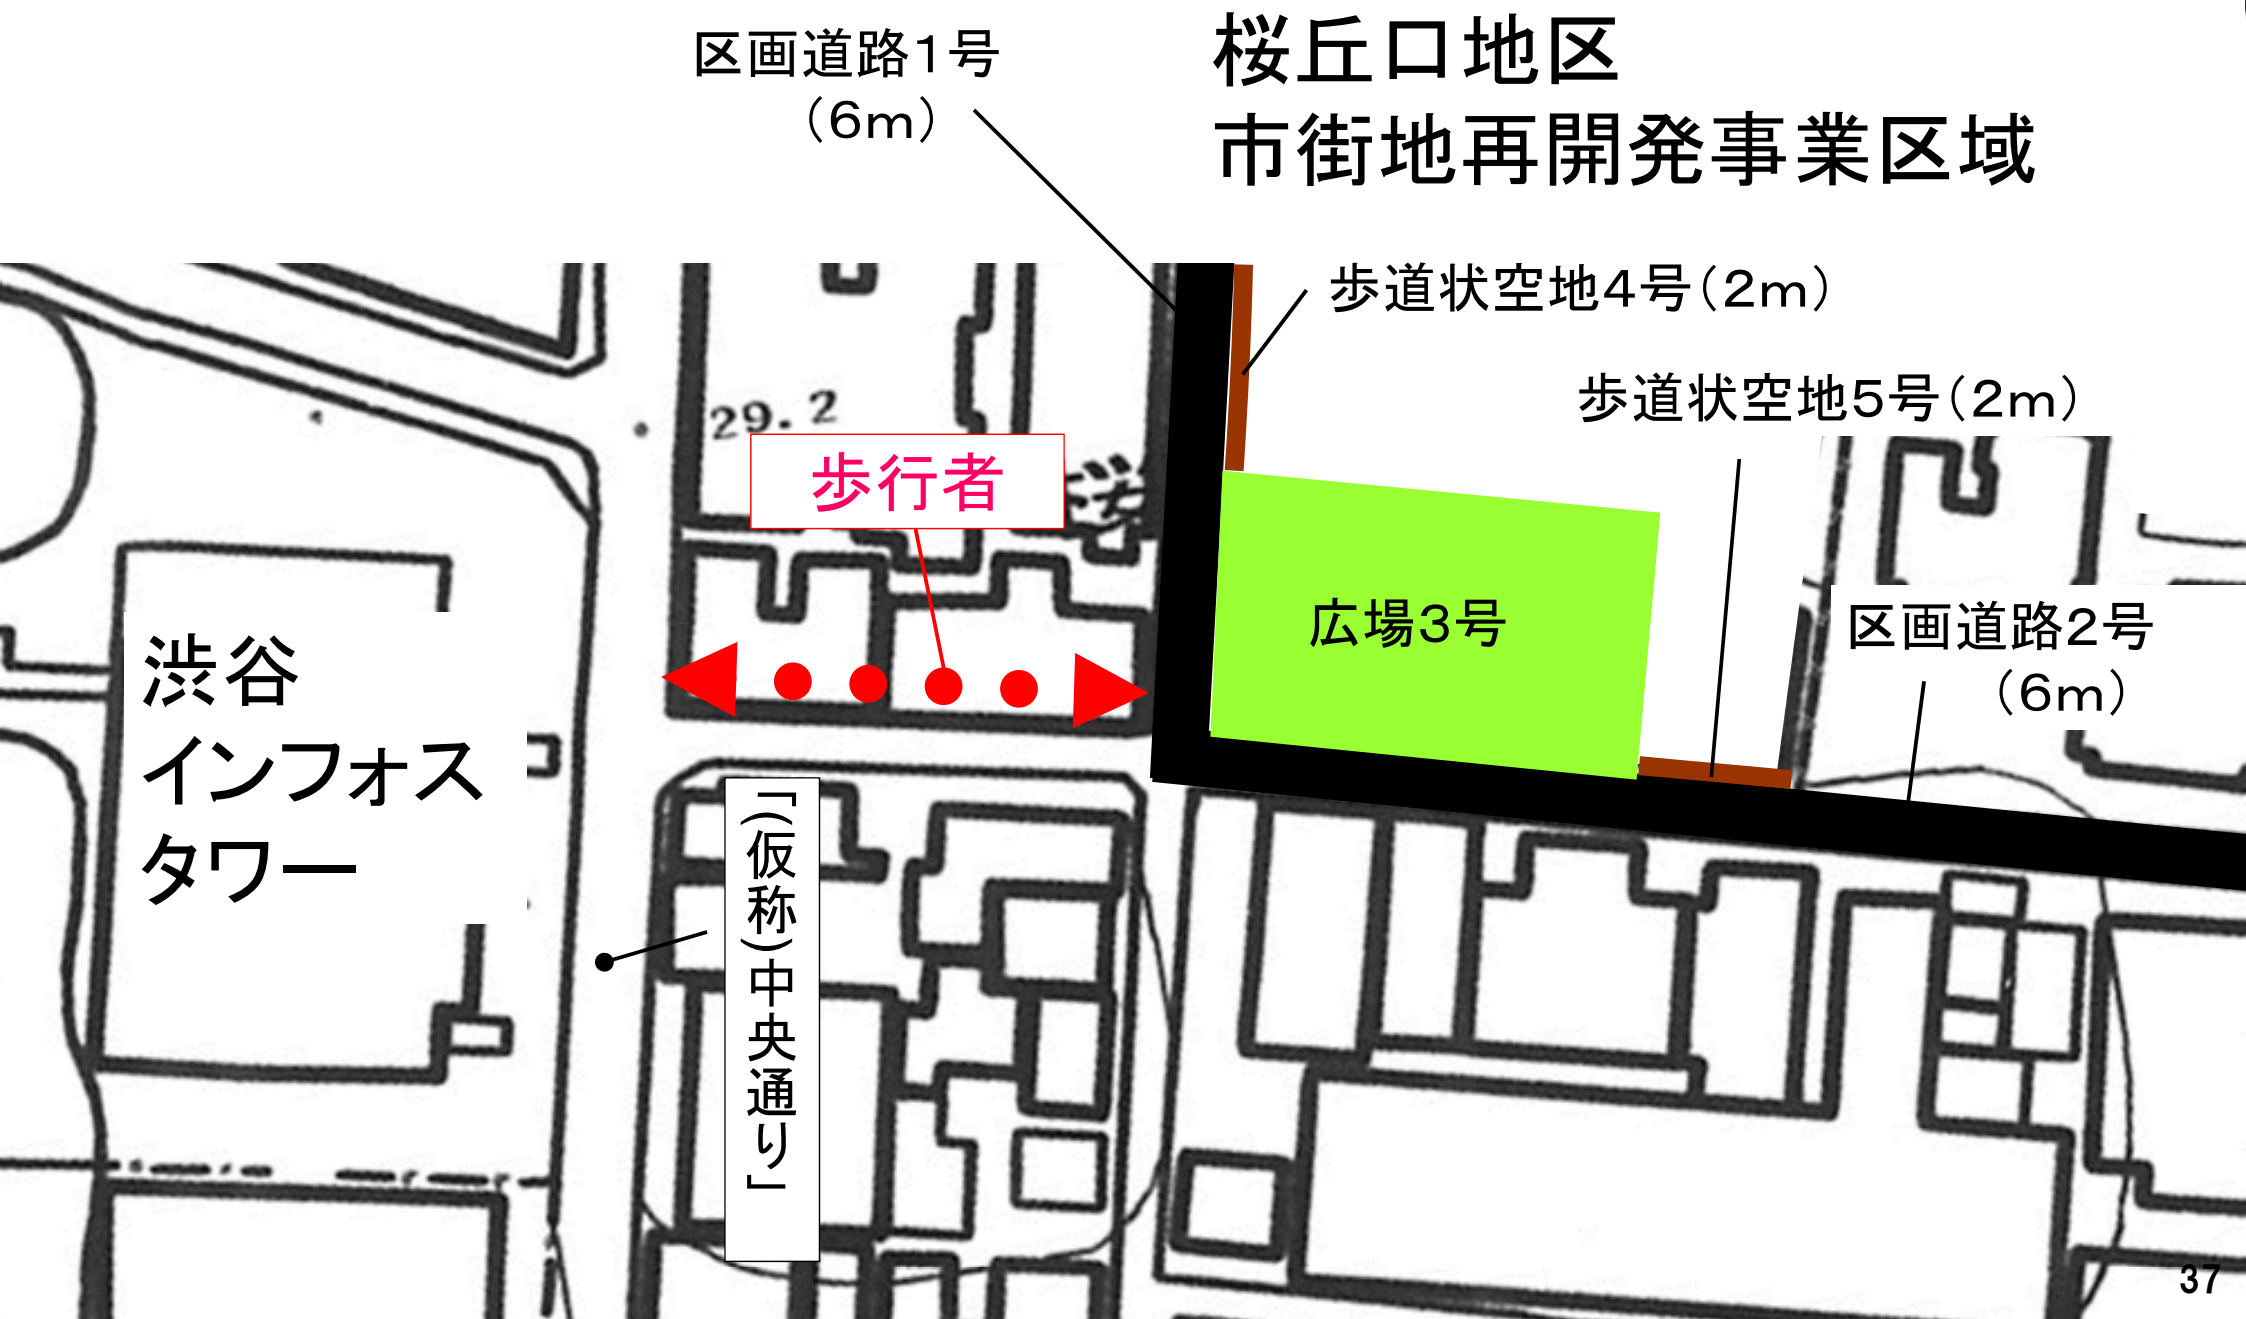 区画道路1号
(6m)
桜丘口地区
市街地再開発事業区域
歩道状空地4号(2m)
歩道状空地5号(2m)
29.2
歩行者
広場3号
区画道路2号
(6m)
渋谷
インフォス
タワー
「(仮称)中央通り」
37